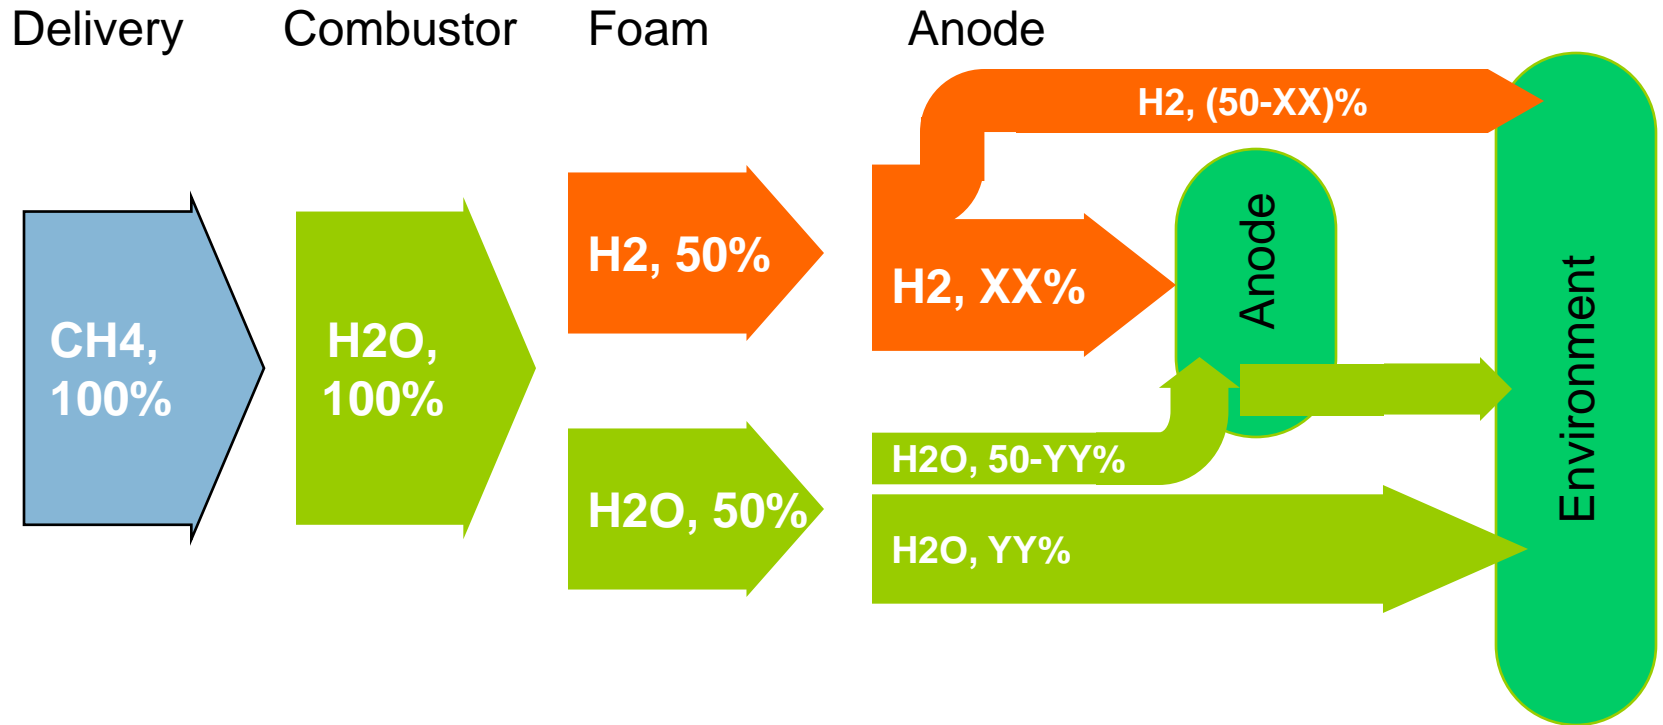 Delivery
Combustor
Foam
Anode
H2, (50-XX)%
H2, 50%
H2, XX%
Anode
CH4,
100%
H2O,
100%
H2O, 50%
H2O, 50-YY%
H2O, YY%
Environment